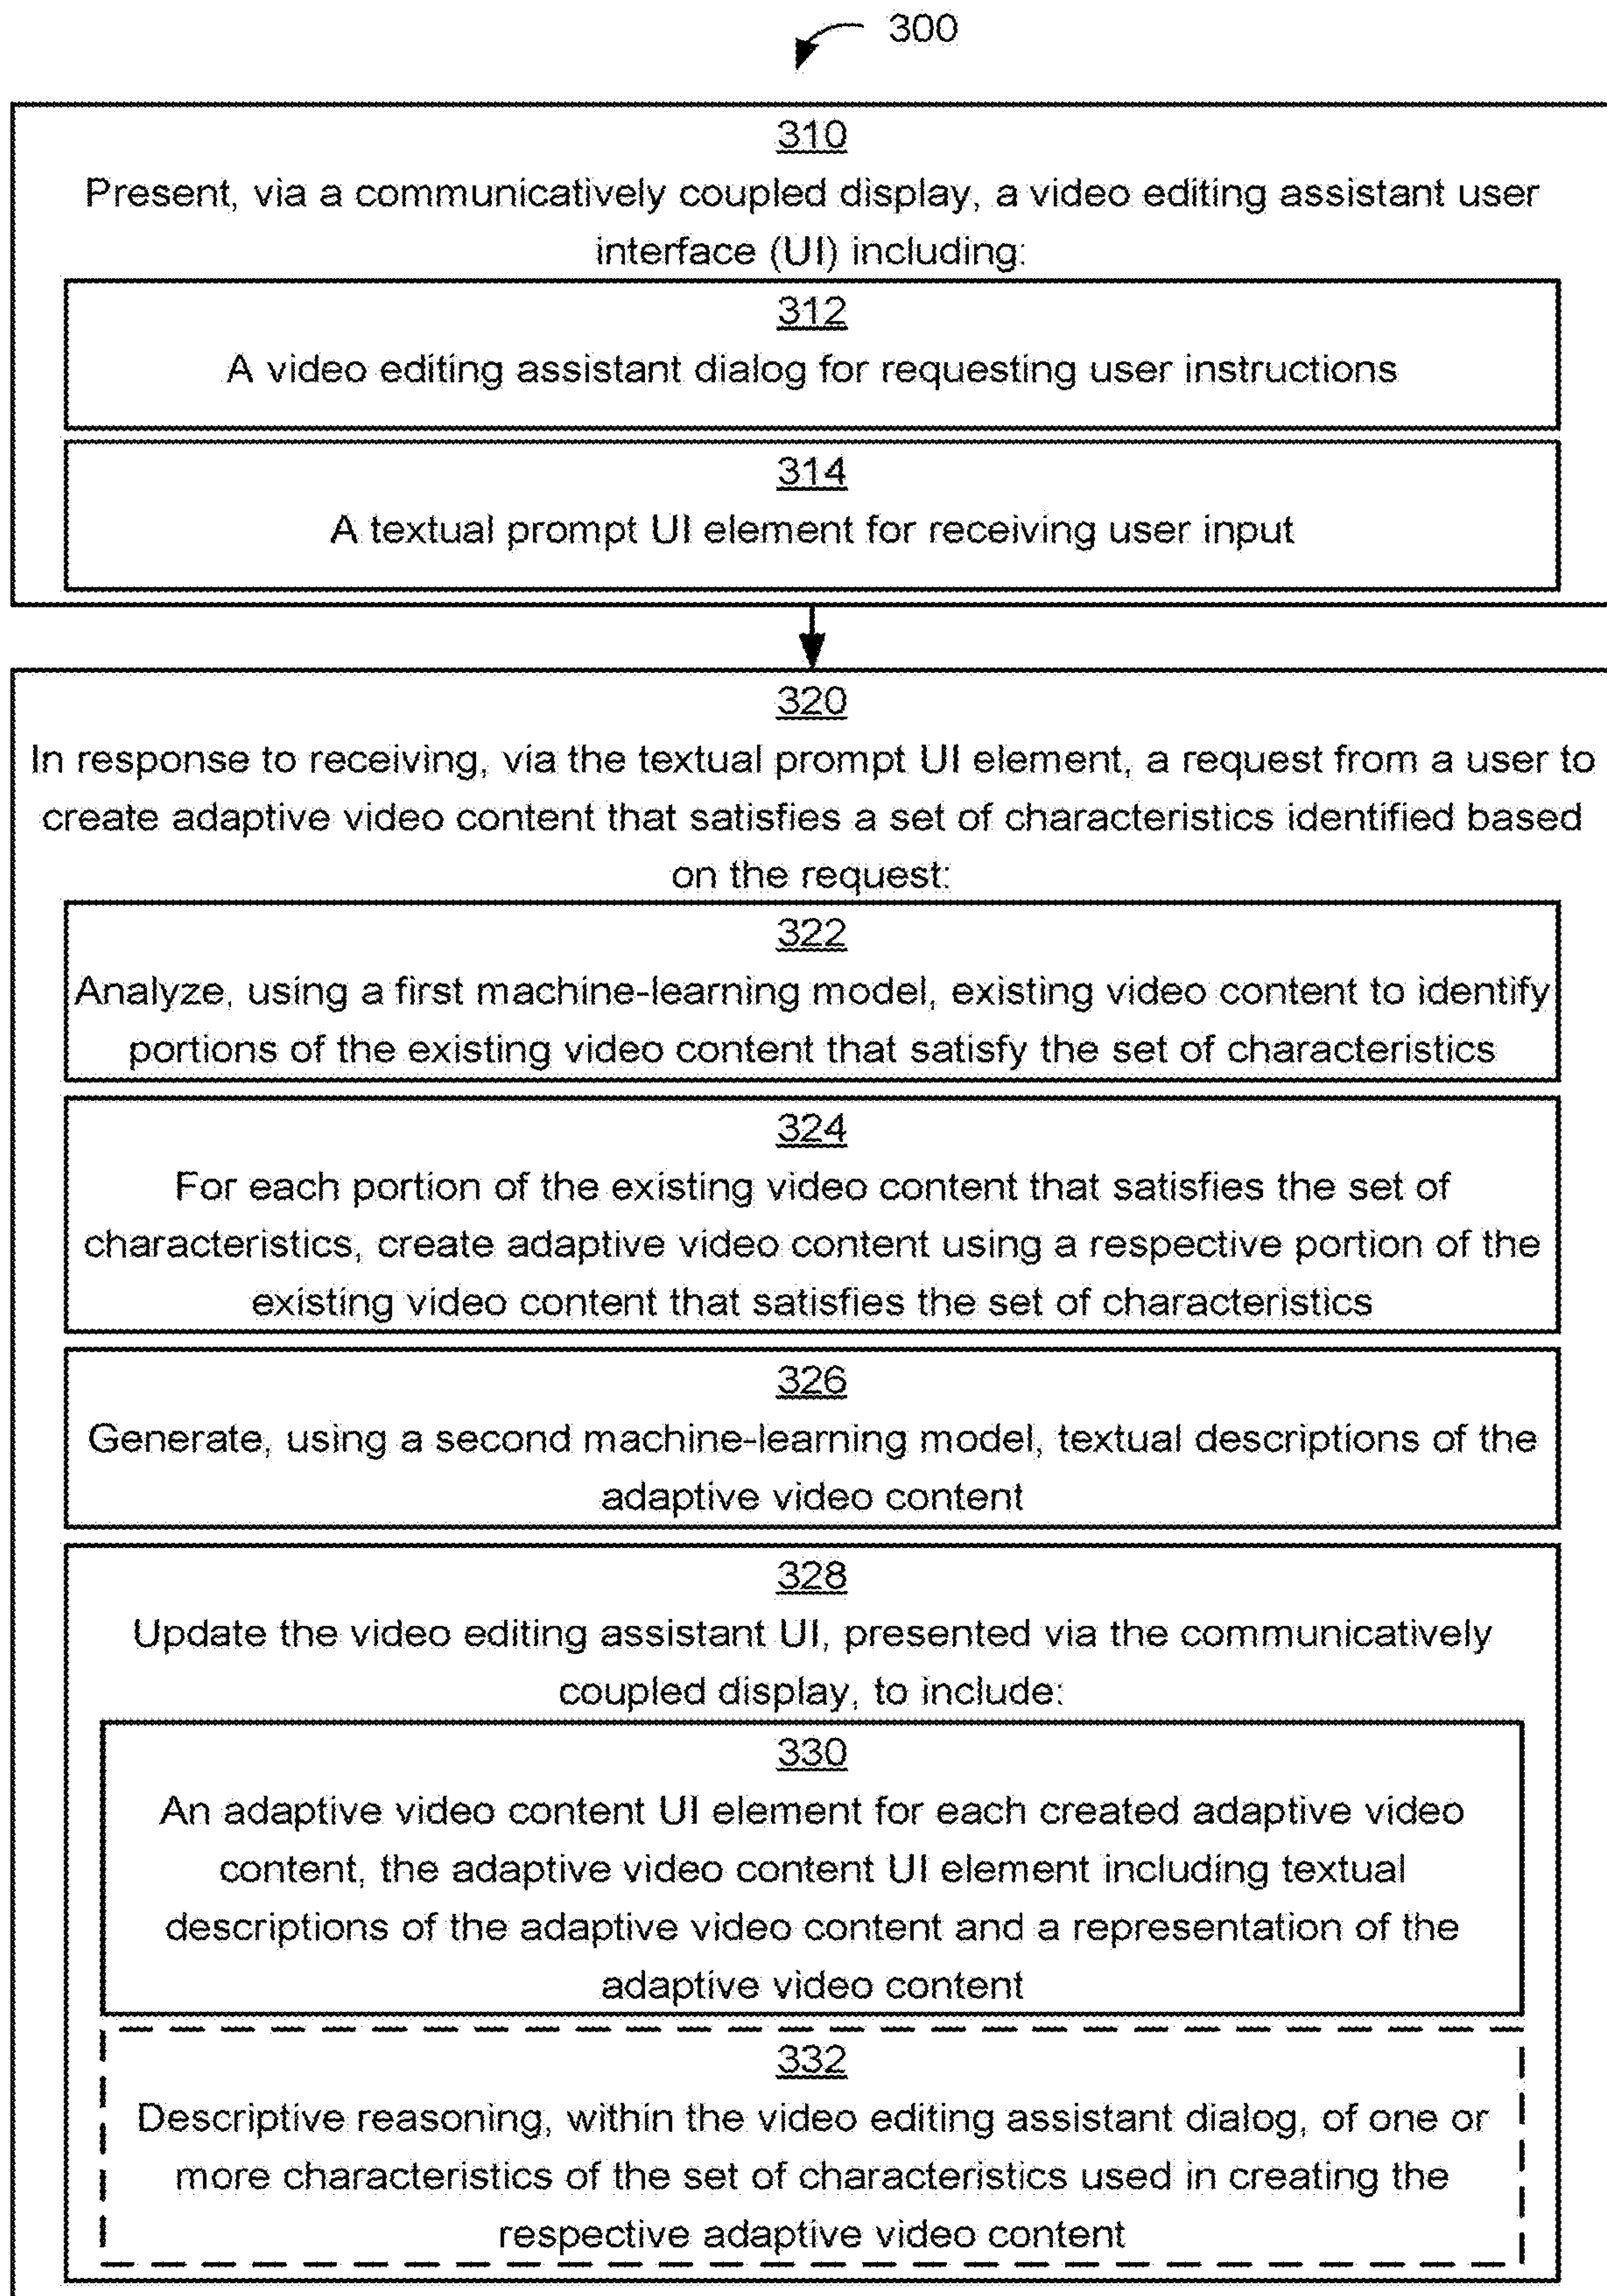 300
310
Present, via a communicatively coupled display, a video editing assistant user
interface (UI) including:
312
A video editing assistant dialog for requesting user instructions
314
A textual prompt UI element for receiving user input
320
In response to receiving, via the textual prompt UI element, a request from a user to
create adaptive video content that satisfies a set of characteristics identified based
on the request:
322
Analyze, using a first machine-learning model, existing video content to identify
portions of the existing video content that satisfy the set of characteristics
324
For each portion of the existing video content that satisfies the set of
characteristics, create adaptive video content using a respective portion of the
existing video content that satisfies the set of characteristics
326
Generate, using a second machine-learning model, textual descriptions of the
adaptive video content
328
Update the video editing assistant UI, presented via the communicatively
coupled display, to include:
330
An adaptive video content UI element for each created adaptive video
content, the adaptive video content UI element including textual
descriptions of the adaptive video content and a representation of the
adaptive video content
332
Descriptive reasoning, within the video editing assistant dialog, of one or
more characteristics of the set of characteristics used in creating the
respective adaptive video content